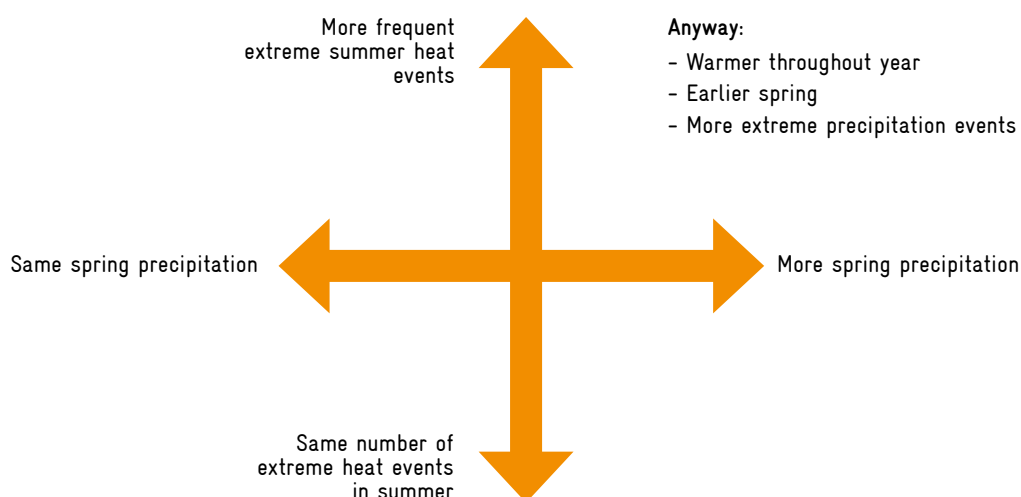 More frequent
extreme summer heat
events
Anyway:
- Warmer throughout year
- Earlier spring
- More extreme precipitation events
Same spring precipitation
More spring precipitation
Same number of
extreme heat events
in summer